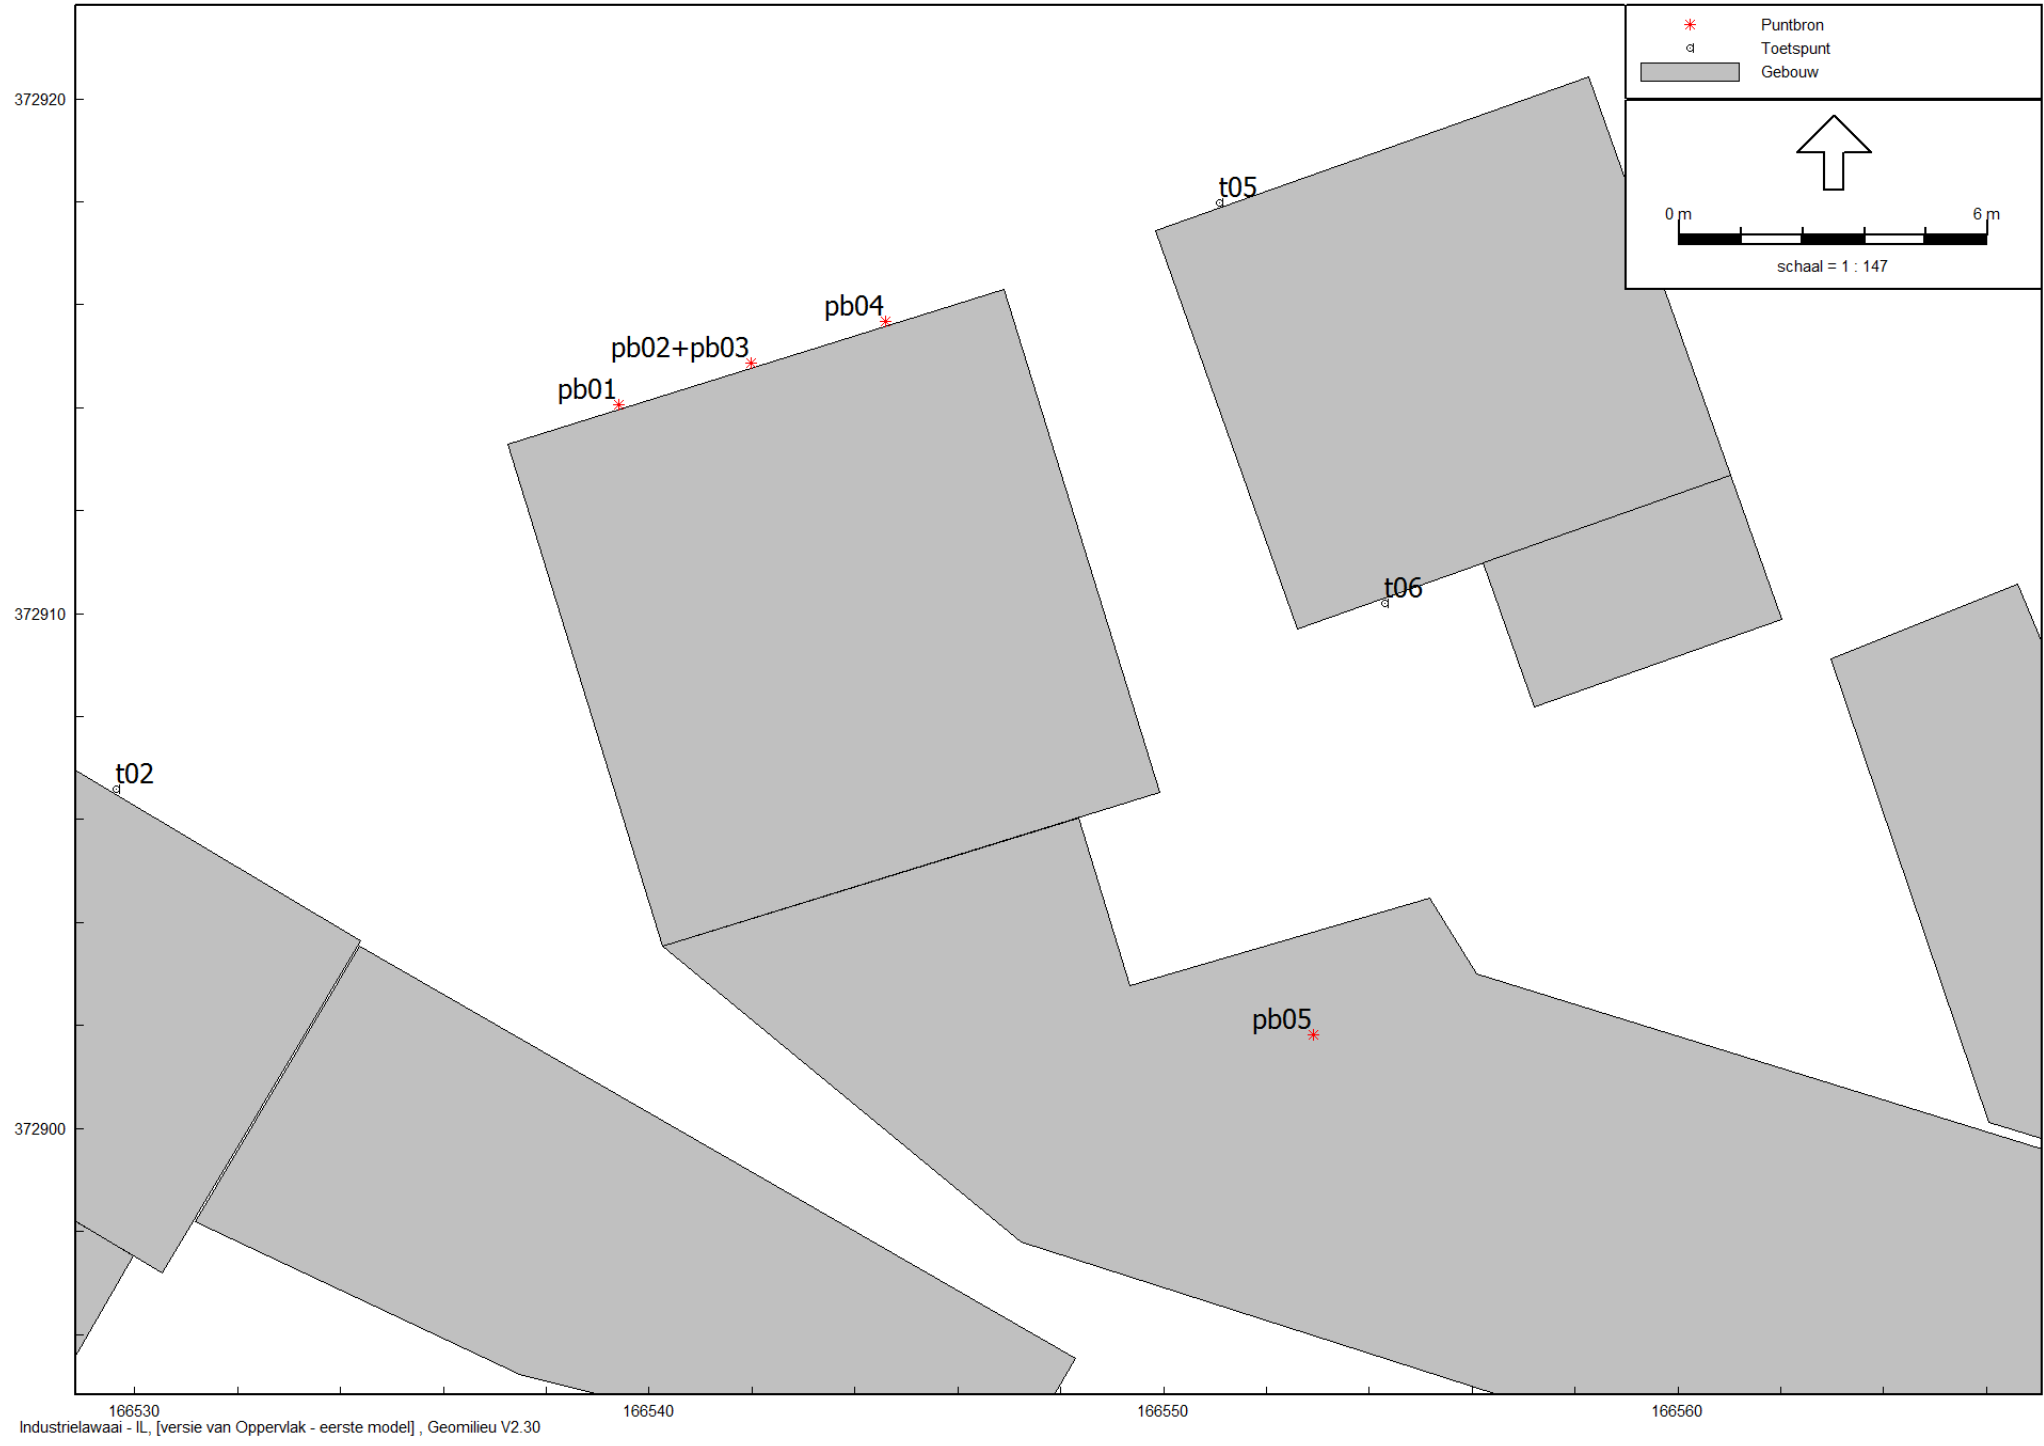 Puntbron
Toetspunt
Gebouw
372920
t05
0 m 6 m
schaal = 1 : 147
pb04
pb02+pb03
pb01
t06
372910
t02
pb05
372900
166530 166540 166550 166560
Industrielawaai - IL, [versie van Oppervlak - eerste model] , Geomilieu V2.30